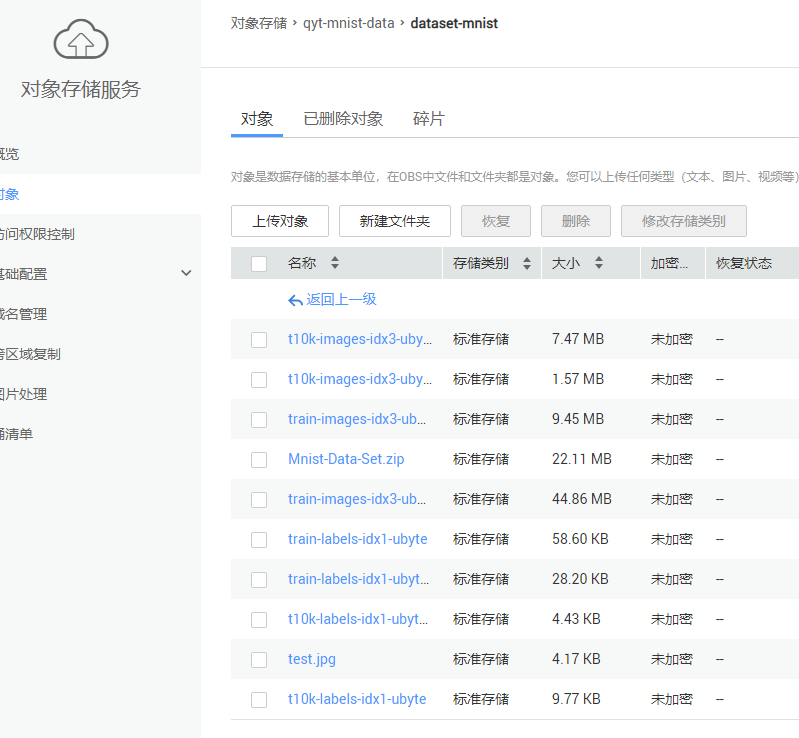 对象存储服务
概览
对象
访问权限控制
基础配置
域名管理
跨区域复制
图片处理
桶清单
对象存储 › qyt-mnist-data › dataset-mnist
对象 已删除对象 碎片
对象是数据存储的基本单位，在OBS中文件和文件夹都是对象。您可以上传任何类型（文本、图片、视频等）
上传对象 新建文件夹 恢复 删除 修改存储类别
名称 存储类别 大小 加密... 恢复状态
返回上一级
t10k-images-idx3-uby... 标准存储 7.47 MB 未加密 --
t10k-images-idx3-uby... 标准存储 1.57 MB 未加密 --
train-images-idx3-ub... 标准存储 9.45 MB 未加密 --
Mnist-Data-Set.zip 标准存储 22.11 MB 未加密 --
train-images-idx3-ub... 标准存储 44.86 MB 未加密 --
train-labels-idx1-ubyte 标准存储 58.60 KB 未加密 --
train-labels-idx1-ubyt... 标准存储 28.20 KB 未加密 --
t10k-labels-idx1-ubyt... 标准存储 4.43 KB 未加密 --
test.jpg 标准存储 4.17 KB 未加密 --
t10k-labels-idx1-ubyte 标准存储 9.77 KB 未加密 --